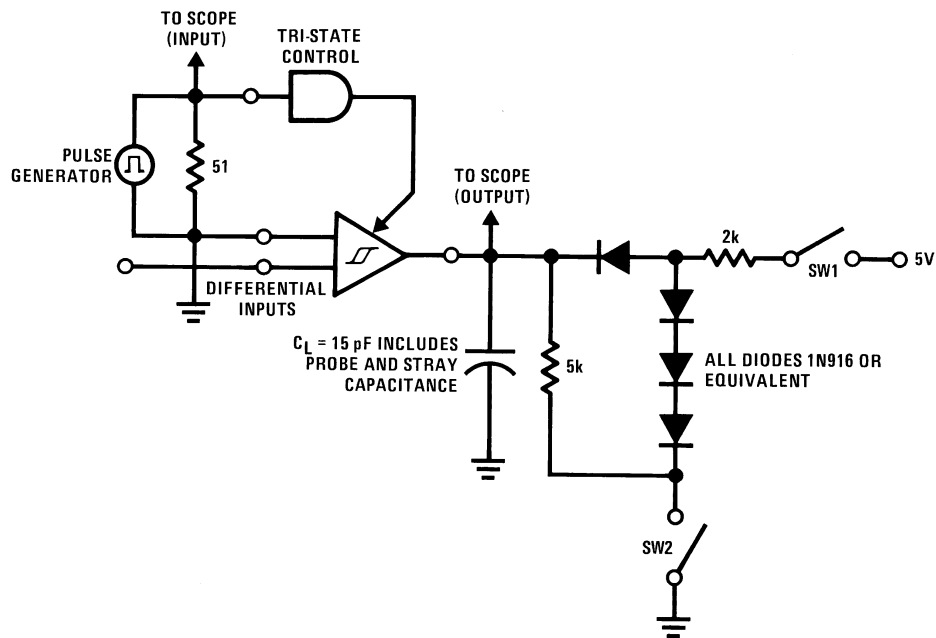 TO SCOPE
(INPUT)
TRI-STATE
CONTROL
PULSE
GENERATOR
51
TO SCOPE
(OUTPUT)
2k
SW1
5V
DIFFERENTIAL
INPUTS
CL = 15 pF INCLUDES
PROBE AND STRAY
CAPACITANCE
5k
ALL DIODES 1N916 OR
EQUIVALENT
SW2